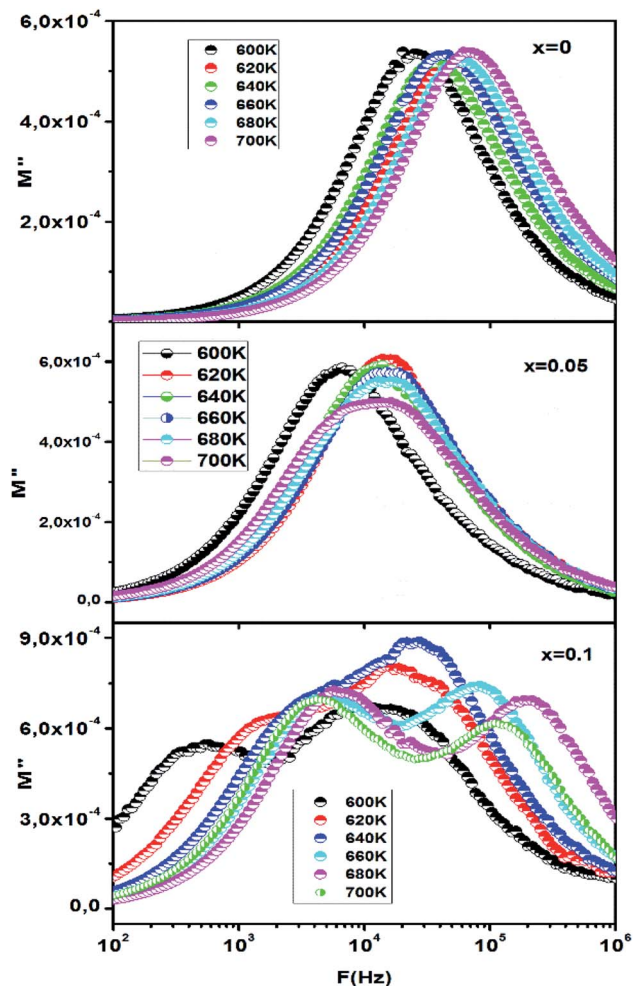 6,0x10⁻⁴
x=0
600K
620K
640K
660K
680K
700K
4,0x10⁻⁴
M"
2,0x10⁻⁴
x=0.05
600K
620K
640K
660K
680K
700K
6,0x10⁻⁴
4,0x10⁻⁴
M"
2,0x10⁻⁴
0,0
9,0x10⁻⁴
x=0.1
6,0x10⁻⁴
M"
3,0x10⁻⁴
600K
620K
640K
660K
680K
700K
0,0
10² 10³ 10⁴ 10⁵ 10⁶
F(Hz)